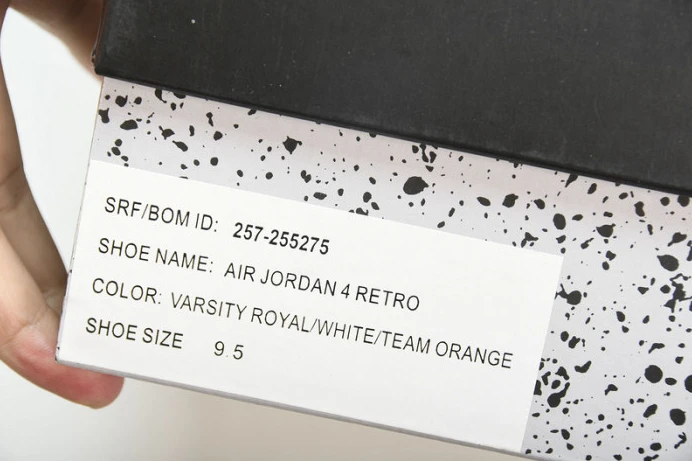 SRF/BOM ID: 257-255275
SHOE NAME: AIR JORDAN 4 RETRO
COLOR: VARSITY ROYAL/WHITE/TEAM ORANGE
SHOE SIZE 9.5